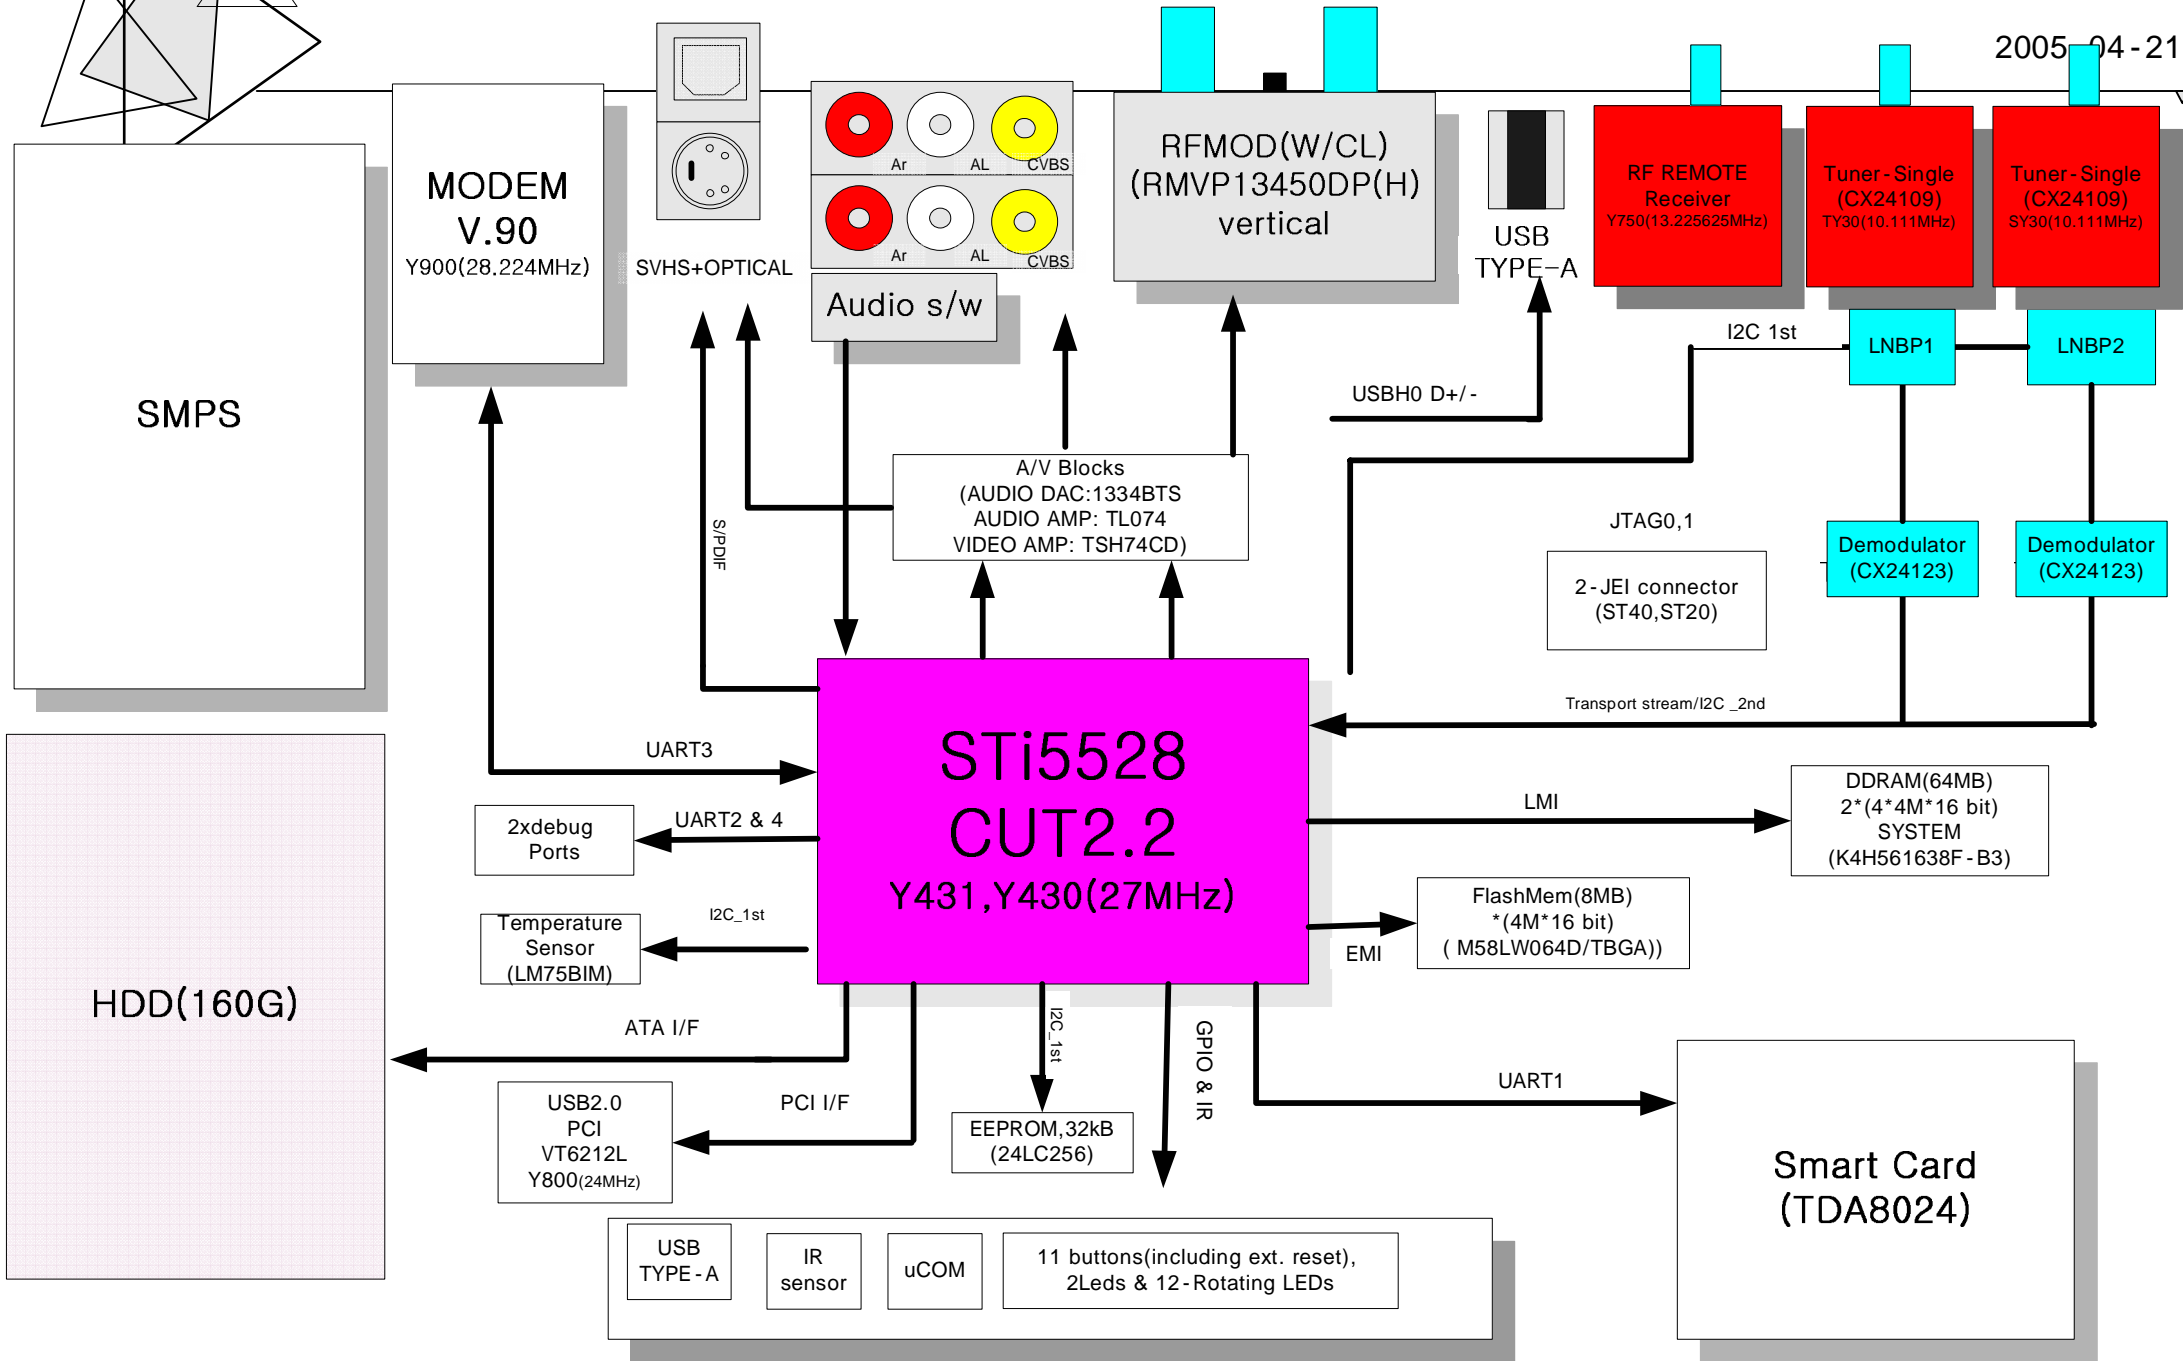 2005-04-21
MODEM
V.90
Y900(28.224MHz)
SVHS+OPTICAL
Ar
AL
CVBS
Ar
AL
CVBS
Audio s/w
RFMOD(W/CL)
(RMVP13450DP(H)
vertical
USB
TYPE-A
RF REMOTE
Receiver
Y750(13.225625MHz)
Tuner-Single
(CX24109)
TY30(10.111MHz)
Tuner-Single
(CX24109)
SY30(10.111MHz)
SMPS
I2C 1st
LNBP1
LNBP2
USBH0 D+/-
A/V Blocks
(AUDIO DAC:1334BTS
AUDIO AMP: TL074
VIDEO AMP: TSH74CD)
S/PDIF
JTAG0,1
2-JEI connector
(ST40,ST20)
Demodulator
(CX24123)
Demodulator
(CX24123)
Transport stream/I2C _2nd
UART3
STi5528
CUT2.2
Y431,Y430(27MHz)
2xdebug
Ports
UART2 & 4
LMI
DDRAM(64MB)
2*(4*4M*16 bit)
SYSTEM
(K4H561638F-B3)
Temperature
Sensor
(LM75BIM)
I2C_1st
EMI
FlashMem(8MB)
*(4M*16 bit)
( M58LW064D/TBGA))
HDD(160G)
ATA I/F
I2C_1st
GPIO & IR
USB2.0
PCI
VT6212L
Y800(24MHz)
PCI I/F
EEPROM,32kB
(24LC256)
UART1
Smart Card
(TDA8024)
USB
TYPE-A
IR
sensor
uCOM
11 buttons(including ext. reset),
2Leds & 12-Rotating LEDs